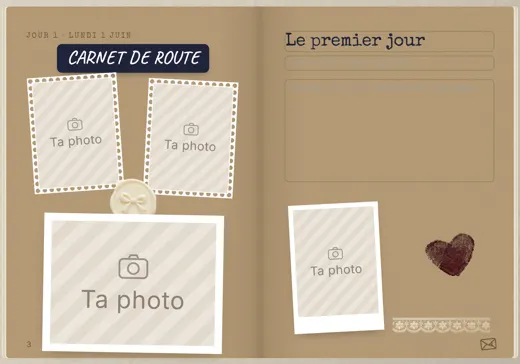 JOUR 1 - LUNDI 1 JUIN
CARNET DE ROUTE
Ta photo
Ta photo
Ta photo
3
Le premier jour
Ta photo